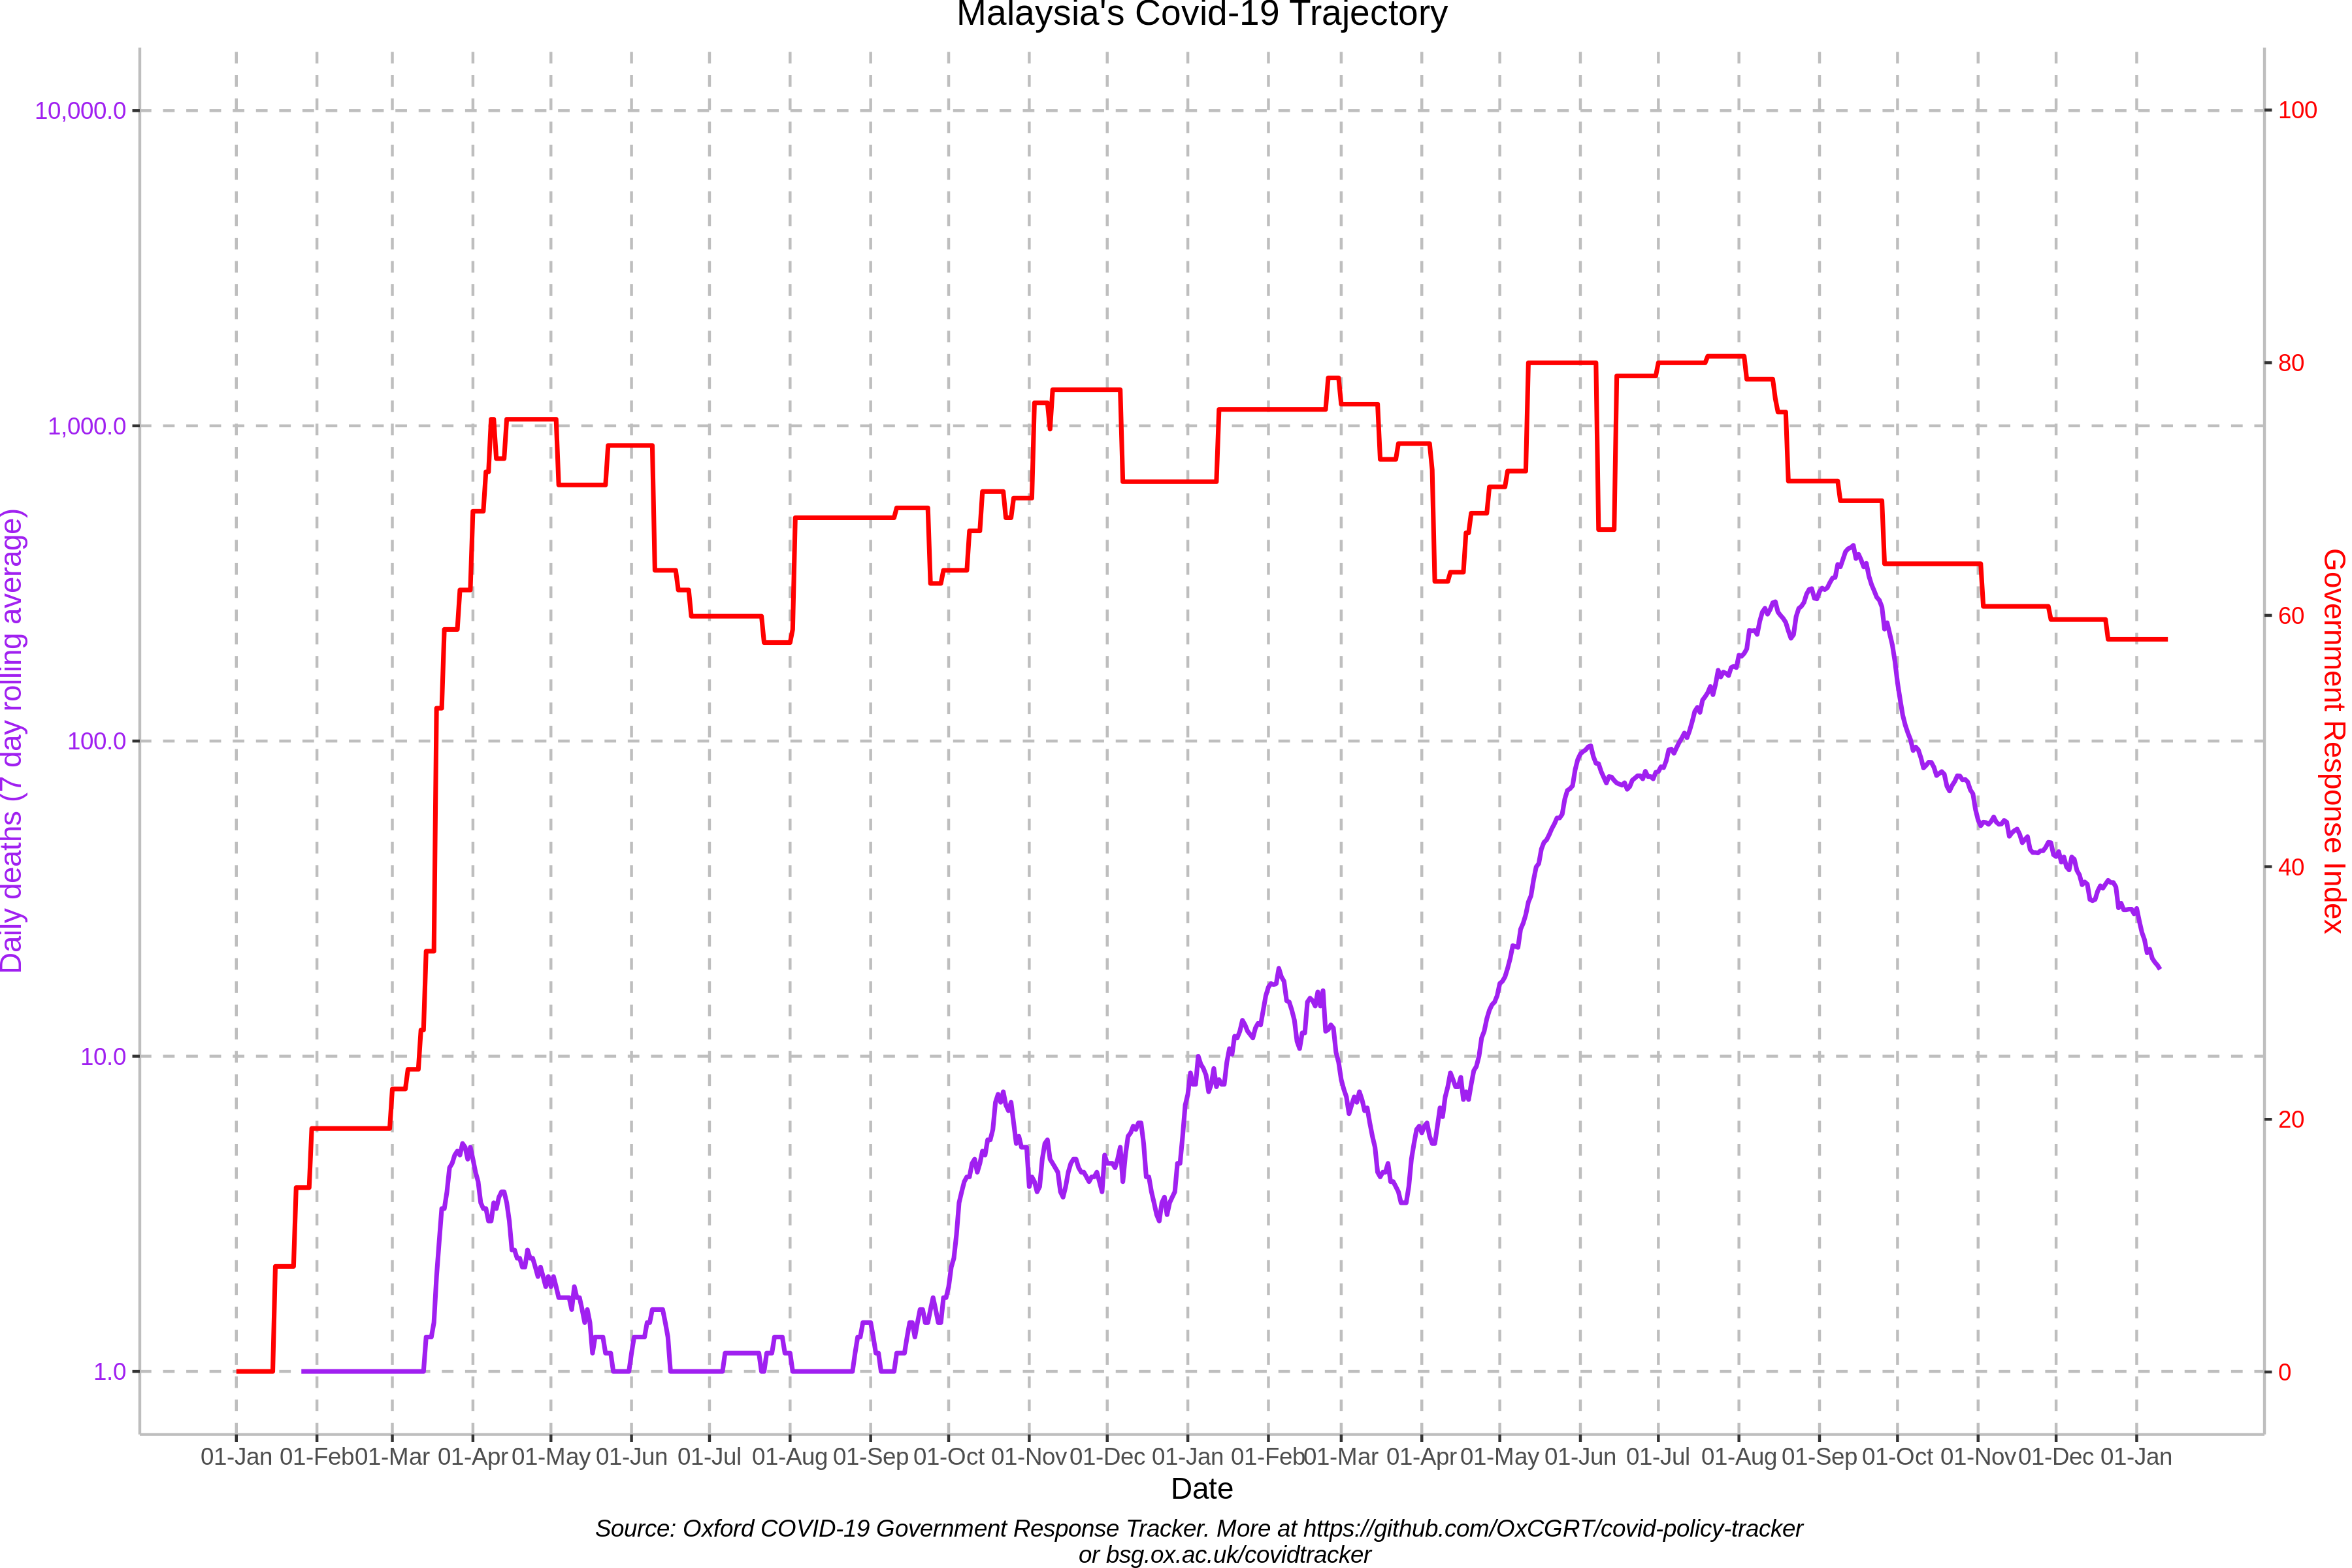 Malaysia's Covid-19 Trajectory
10,000.0
1,000.0
100.0
10.0
1.0
Daily deaths (7 day rolling average)
100
80
60
40
20
0
Government Response Index
01-Jan 01-Feb 01-Mar 01-Apr 01-May 01-Jun 01-Jul 01-Aug 01-Sep 01-Oct 01-Nov 01-Dec 01-Jan 01-Feb 01-Mar 01-Apr 01-May 01-Jun 01-Jul 01-Aug 01-Sep 01-Oct 01-Nov 01-Dec 01-Jan
Date
Source: Oxford COVID-19 Government Response Tracker. More at https://github.com/OxCGRT/covid-policy-tracker
or bsg.ox.ac.uk/covidtracker